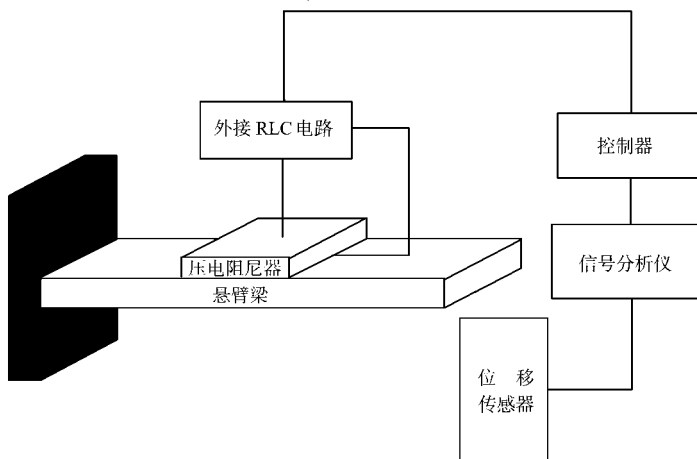 外接 RLC 电路
控制器
压电阻尼器
信号分析仪
悬臂梁
位 移
传感器